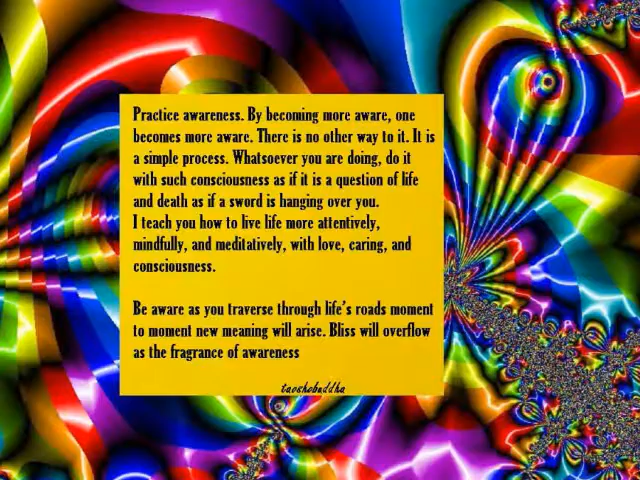 Practice awareness. By becoming more aware, one
becomes more aware. There is no other way to it. It is
a simple process. Whatsoever you are doing, do it
with such consciousness as if it is a question of life
and death as if a sword is hanging over you.
I teach you how to live life more attentively,
mindfully, and meditatively, with love, caring, and
consciousness.
Be aware as you traverse through life's roads moment
to moment new meaning will arise. Bliss will overflow
as the fragrance of awareness
taoshobuddha